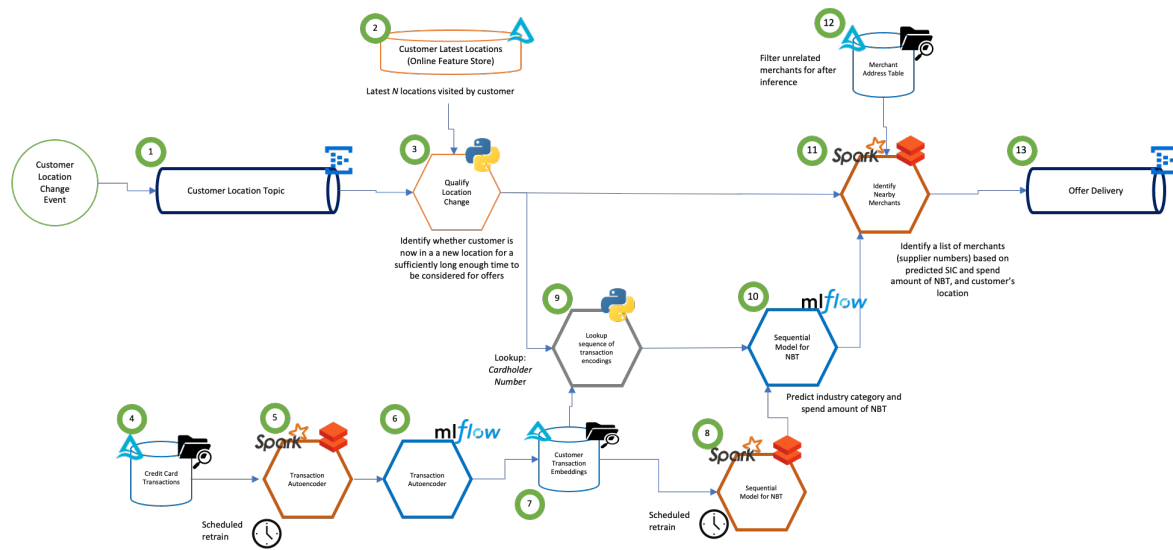 12
2
Customer Latest Locations
(Online Feature Store)
Filter unrelated
merchants for after
inference
Merchant
Address Table
Latest N locations visited by customer
1
3
11
13
Spark
Customer
Location
Change
Event
Customer Location Topic
Qualify
Location
Change
Identify
Nearby
Merchants
Offer Delivery
Identify whether customer is
now in a a new location for a
sufficiently long enough time to
be considered for offers
Identify a list of merchants
(supplier numbers) based on
predicted SIC and spend
amount of NBT, and customer's
location
9
10
mlflow
Lookup
sequence of
transaction
encodings
Sequential
Model for
NBT
Lookup:
Cardholder
Number
Predict industry category and
spend amount of NBT
4
5
6
8
Spark
mlflow
Spark
Credit Card
Transactions
Transaction
Autoencoder
Transaction
Autoencoder
Customer
Transaction
Embeddings
Sequential
Model for NBT
7
Scheduled
retrain
Scheduled
retrain